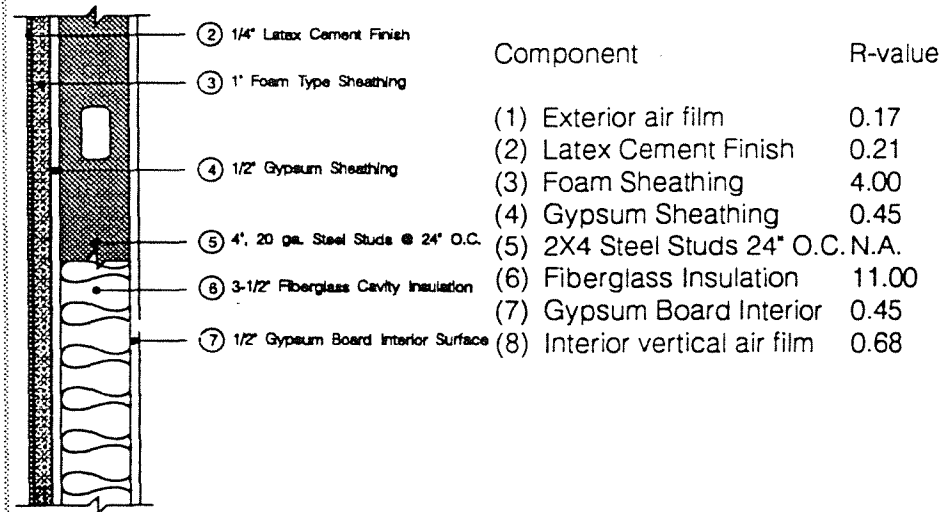 ② 1/4" Latex Cement Finish
③ 1" Foam Type Sheathing
④ 1/2" Gypsum Sheathing
⑤ 4", 20 ga. Steel Studs @ 24" O.C.
⑥ 3-1/2" Fiberglass Cavity Insulation
⑦ 1/2" Gypsum Board Interior Surface
Component R-value
(1) Exterior air film 0.17
(2) Latex Cement Finish 0.21
(3) Foam Sheathing 4.00
(4) Gypsum Sheathing 0.45
(5) 2X4 Steel Studs 24" O.C. N.A.
(6) Fiberglass Insulation 11.00
(7) Gypsum Board Interior 0.45
(8) Interior vertical air film 0.68